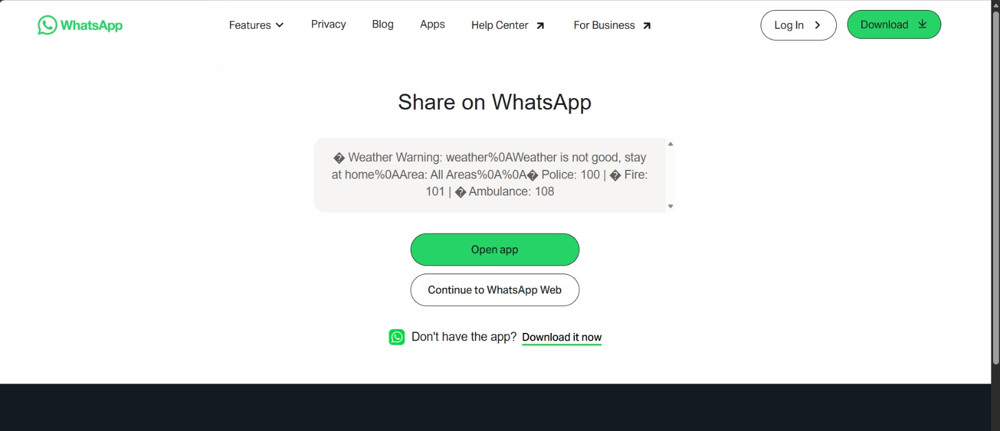 WhatsApp
Features
Privacy
Blog
Apps
Help Center
For Business
Log In
Download
Share on WhatsApp
� Weather Warning: weather%0AWeather is not good, stay
at home%0AArea: All Areas%0A%0A� Police: 100 | � Fire:
101 | � Ambulance: 108
Open app
Continue to WhatsApp Web
Don't have the app? Download it now